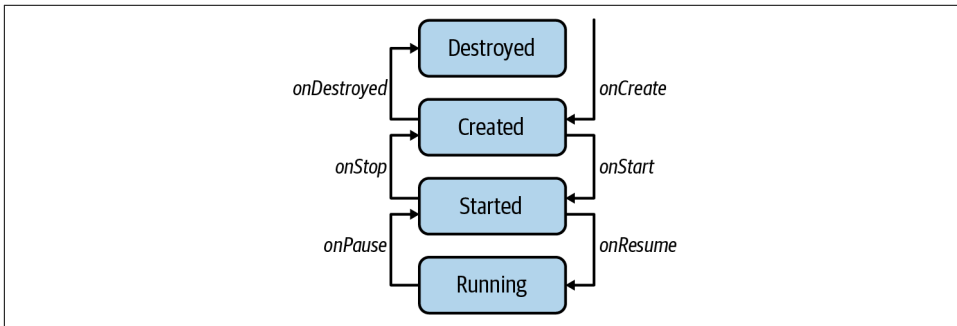 Destroyed
onDestroyed
onCreate
Created
onStop
onStart
Started
onPause
onResume
Running